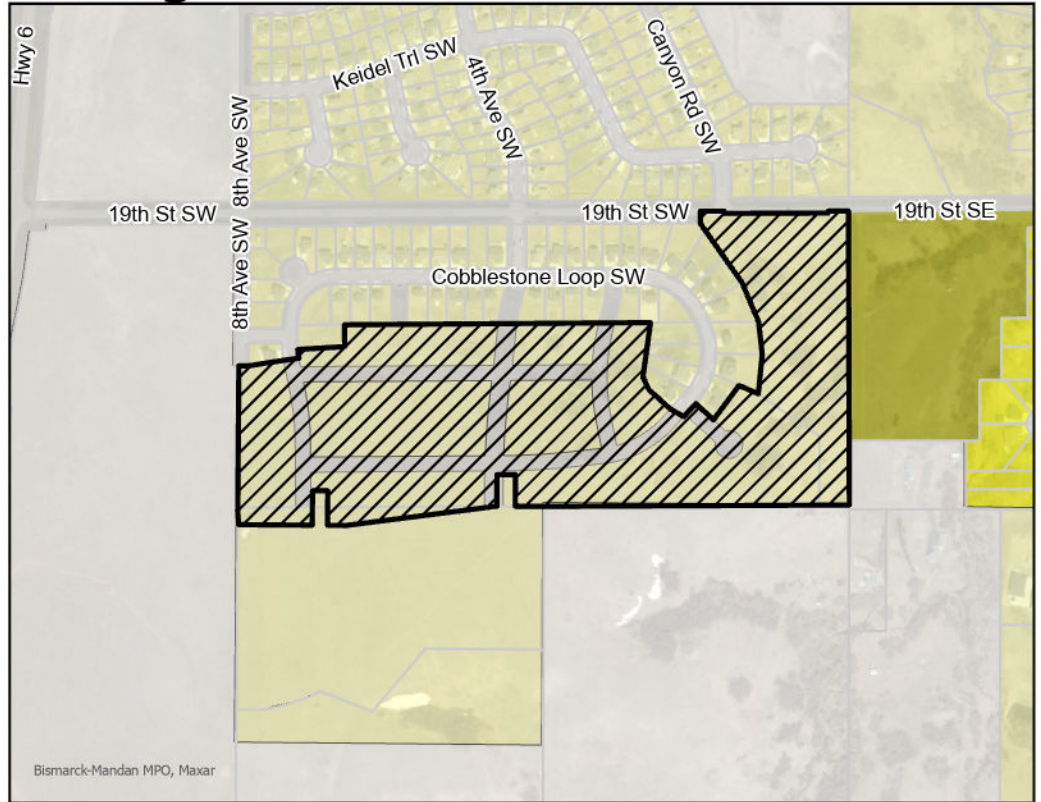 Hwy 6
Keidel Trl SW
4th Ave SW
Canyon Rd SW
8th Ave SW
19th St SW
19th St SW
19th St SE
8th Ave SW
Cobblestone Loop SW
Bismarck-Mandan MPO, Maxar